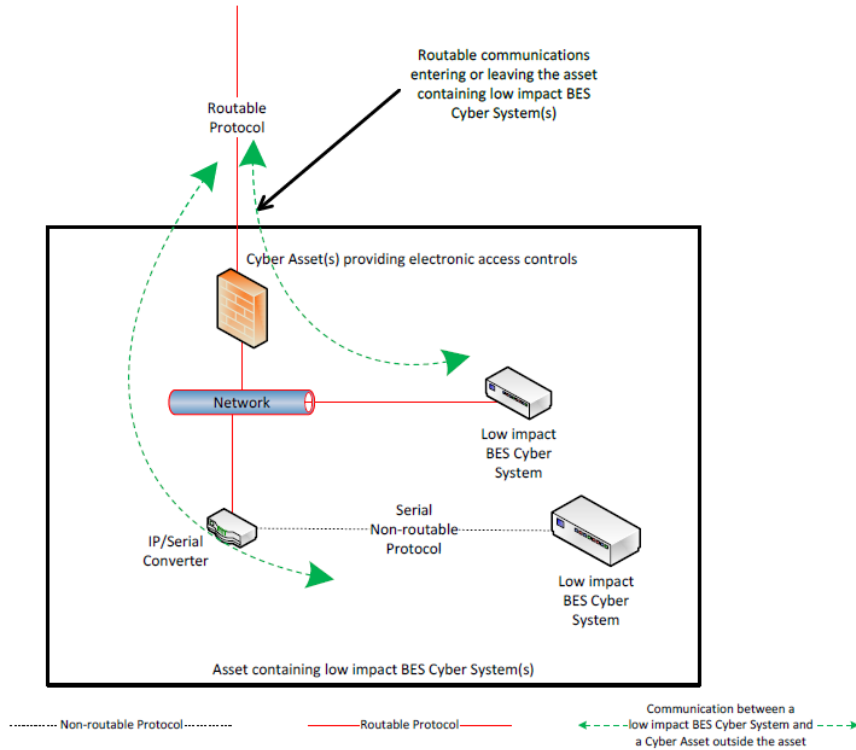 Routable communications
entering or leaving the asset
containing low impact BES
Cyber System(s)
Routable
Protocol
Cyber Asset(s) providing electronic access controls
Network
Low impact
BES Cyber
System
Serial
Non-routable
Protocol
IP/Serial
Converter
Low impact
BES Cyber
System
Asset containing low impact BES Cyber System(s)
Non-routable Protocol
Routable Protocol
Communication between a
low impact BES Cyber System and
a Cyber Asset outside the asset